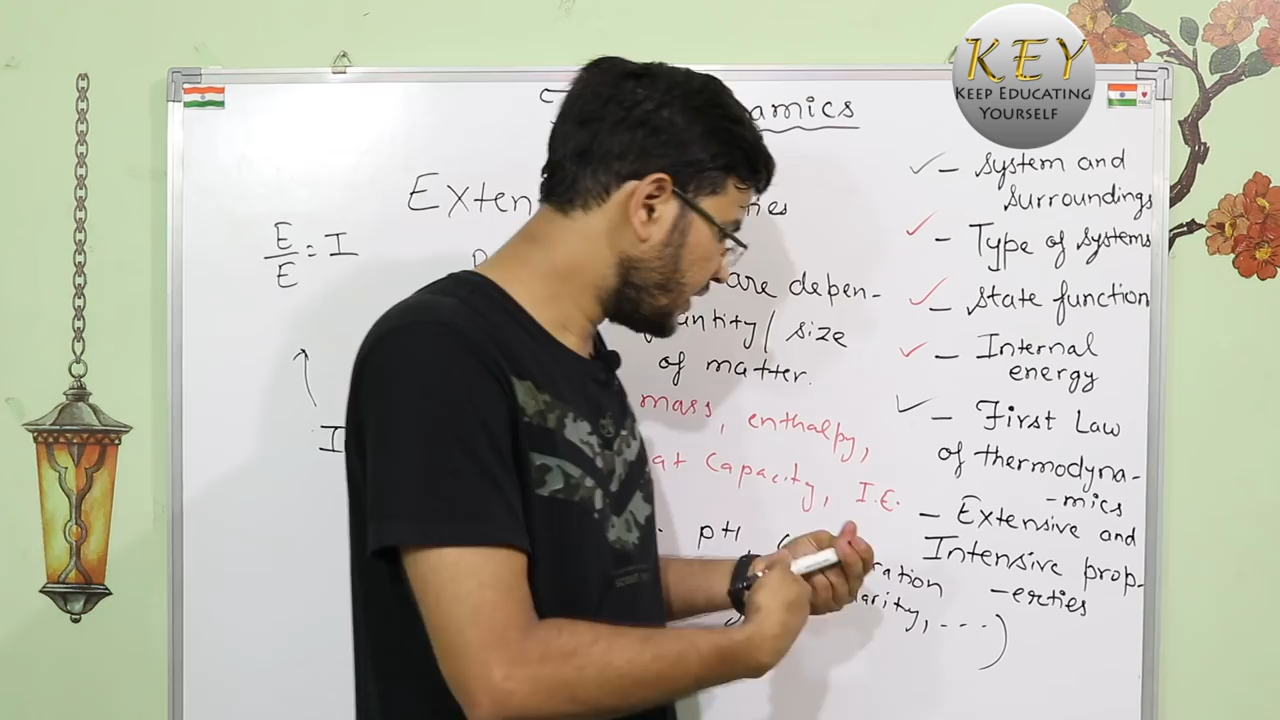 KEY
KEEP EDUCATING
YOURSELF
amics
Exten
E/E = I
are depen-
antity / size
of matter.
mass, enthalpy,
at Capacity, I.E.
pH
ration
arity, ---)
I
✓ - System and
surroundings
✓ - Type of systems
✓ - State function
✓ - Internal
energy
✓ - First Law
of thermodyna-
-mics
- Extensive and
Intensive prop-
-erties